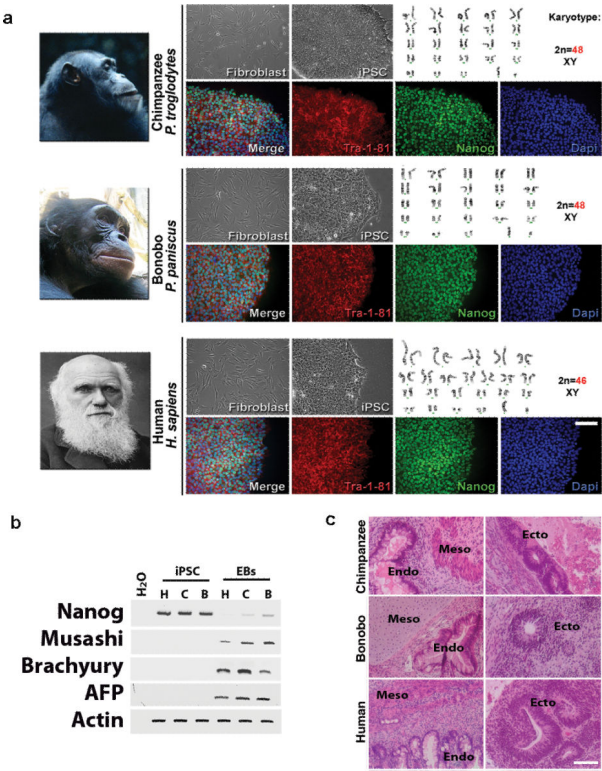 a
Chimpanzee
P. troglodytes
Fibroblast
iPSC
Karyotype:
2n=48
XY
Merge
Tra-1-81
Nanog
Dapi
Bonobo
P. paniscus
Fibroblast
iPSC
2n=48
XY
Merge
Tra-1-81
Nanog
Dapi
Human
H. sapiens
Fibroblast
iPSC
2n=46
XY
Merge
Tra-1-81
Nanog
Dapi
b
H2O
iPSC
EBs
H C B H C B
Nanog
Musashi
Brachyury
AFP
Actin
c
Chimpanzee
Endo
Meso
Ecto
Bonobo
Meso
Endo
Ecto
Human
Meso
Endo
Ecto